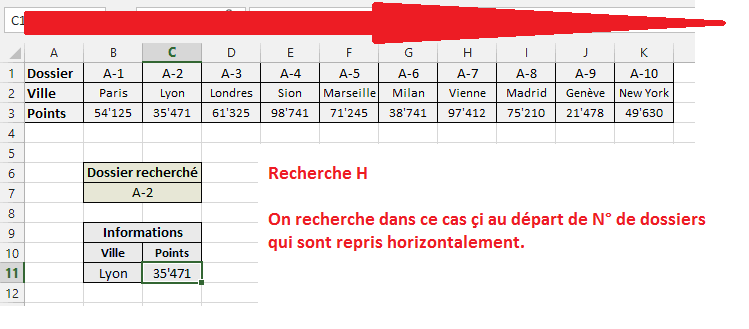 C1
A B C D E F G H I J K
1 Dossier A-1 A-2 A-3 A-4 A-5 A-6 A-7 A-8 A-9 A-10
2 Ville Paris Lyon Londres Sion Marseille Milan Vienne Madrid Genève New York
3 Points 54'125 35'471 61'325 98'741 71'245 38'741 97'412 75'210 21'478 49'630
4
5
6 Dossier recherché Recherche H
7 A-2
8 On recherche dans ce cas çi au départ de N° de dossiers
9 Informations qui sont repris horizontalement.
10 Ville Points
11 Lyon 35'471
12